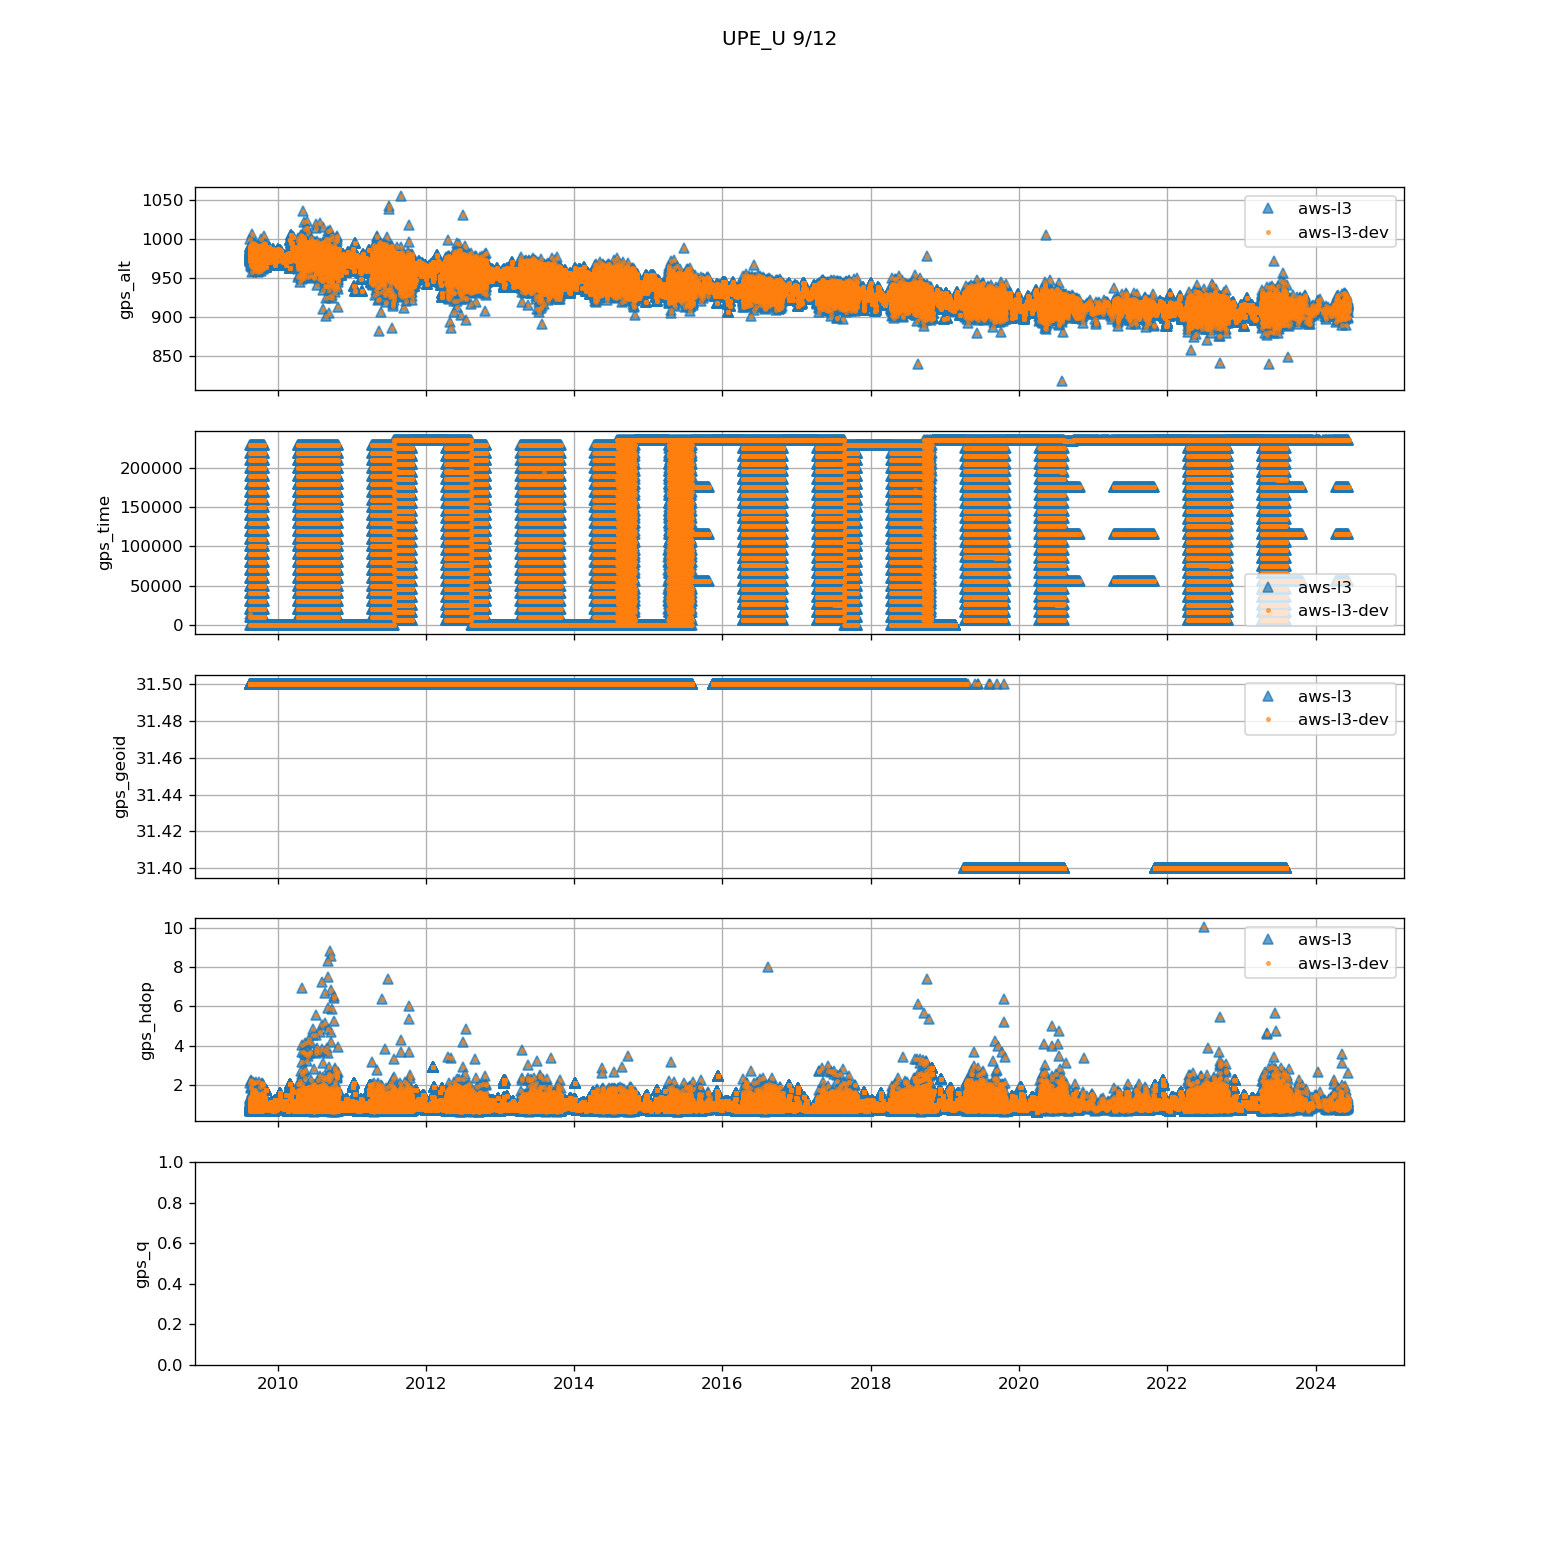 UPE_U 9/12
1050
1000
950
900
850
gps_alt
aws-l3
aws-l3-dev
200000
150000
100000
50000
0
gps_time
aws-l3
aws-l3-dev
31.50
31.48
31.46
31.44
31.42
31.40
gps_geoid
aws-l3
aws-l3-dev
10
8
6
4
2
gps_hdop
aws-l3
aws-l3-dev
1.0
0.8
0.6
0.4
0.2
0.0
gps_q
2010 2012 2014 2016 2018 2020 2022 2024